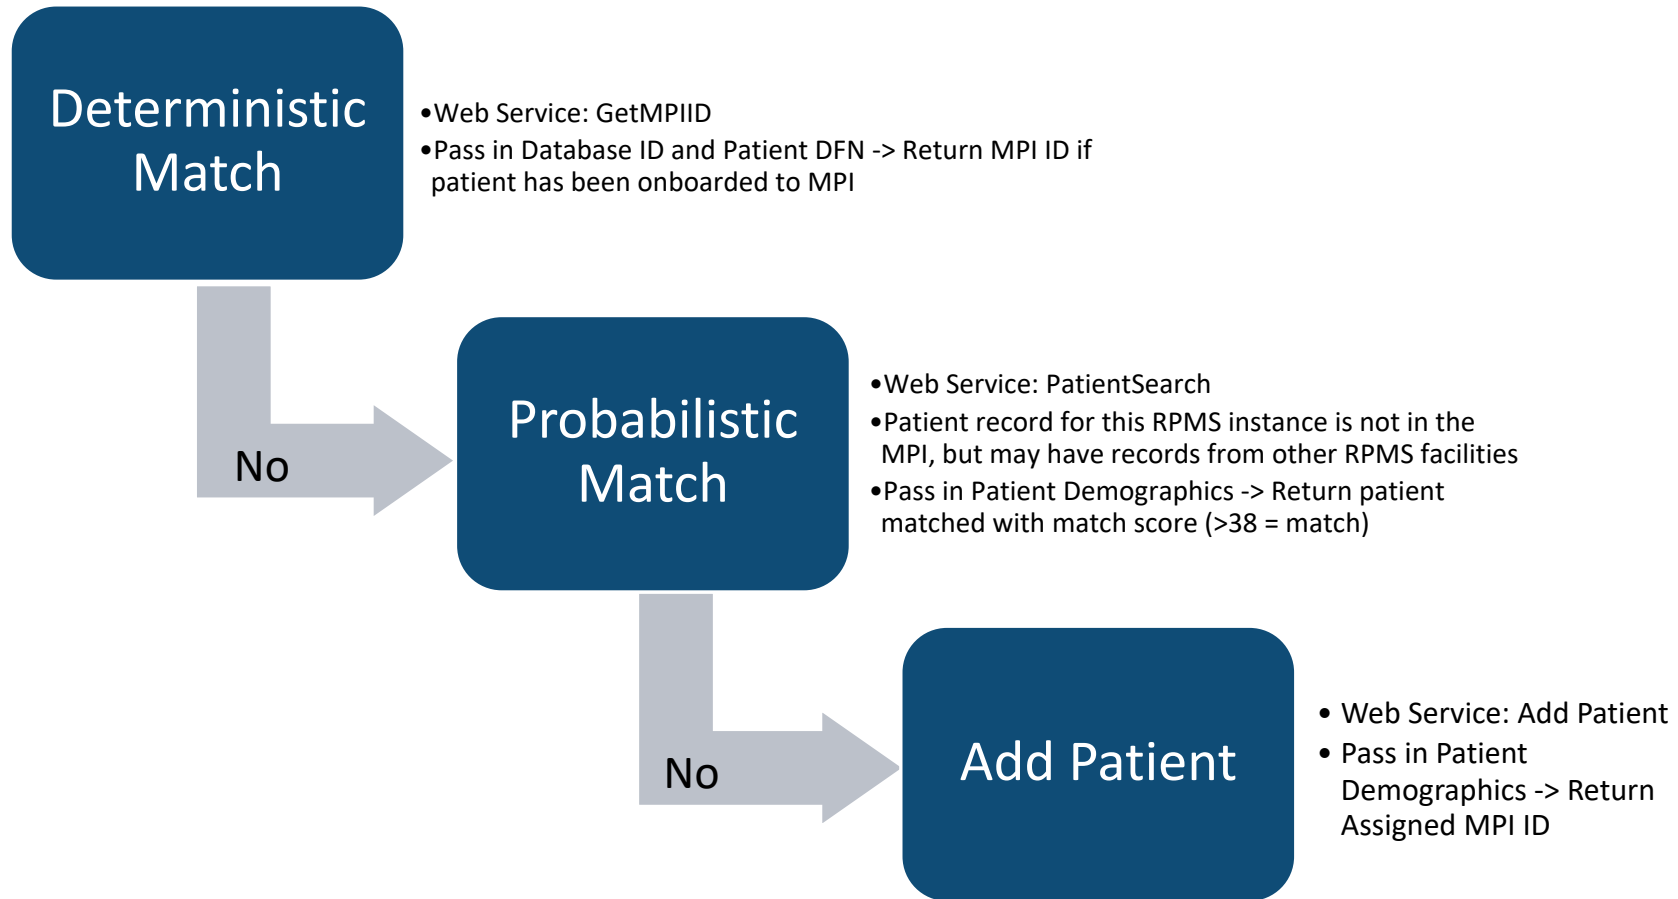 Deterministic
Match
•Web Service: GetMPIID
•Pass in Database ID and Patient DFN -> Return MPI ID if
patient has been onboarded to MPI
No
Probabilistic
Match
•Web Service: PatientSearch
•Patient record for this RPMS instance is not in the
MPI, but may have records from other RPMS facilities
•Pass in Patient Demographics -> Return patient
matched with match score (>38 = match)
No
Add Patient
• Web Service: Add Patient
• Pass in Patient
Demographics -> Return
Assigned MPI ID